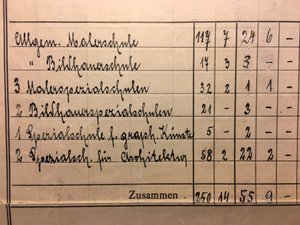 Allgem. Malerschule 117 7 24 6 -
" Bildhauerschule 17 3 3 - -
3 Malerspezialschulen 32 2 1 1 -
2 Bildhauerspezialschulen 21 - 3 - -
1 Spezialschule f. graph. Künste 5 - 2 - -
2 Spezialsch. für Architektur 58 2 22 2 -
Zusammen 250 14 55 9 -